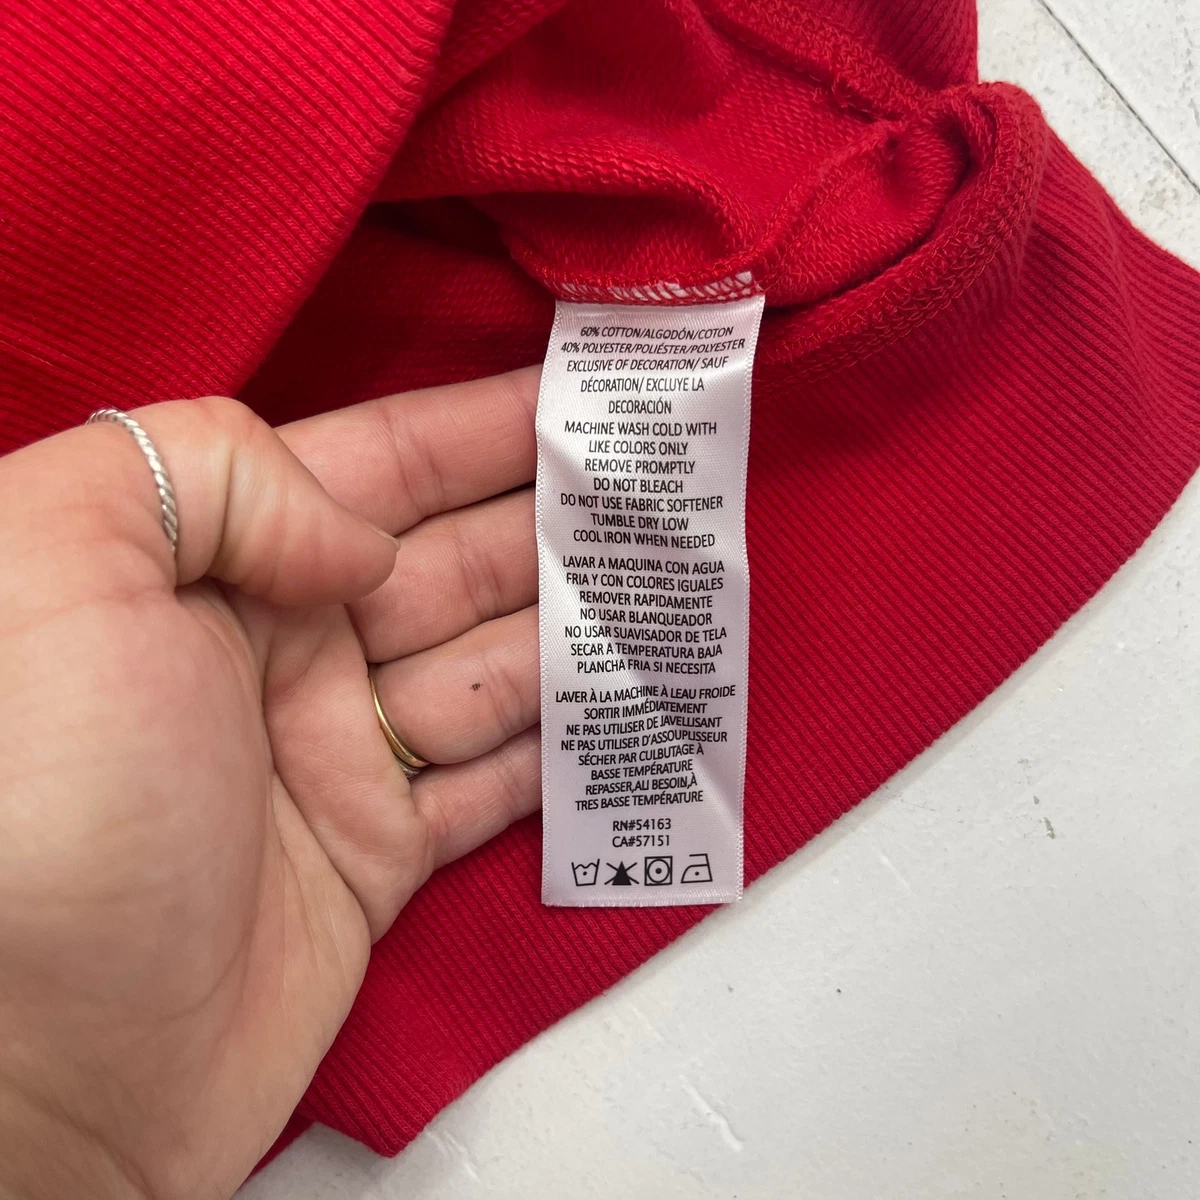 60% COTTON/ALGODÓN/COTON
40% POLYESTER/POLIÉSTER/POLYESTER
EXCLUSIVE OF DECORATION/ SAUF
DÉCORATION/ EXCLUYE LA
DECORACIÓN
MACHINE WASH COLD WITH
LIKE COLORS ONLY
REMOVE PROMPTLY
DO NOT BLEACH
DO NOT USE FABRIC SOFTENER
TUMBLE DRY LOW
COOL IRON WHEN NEEDED
LAVAR A MAQUINA CON AGUA
FRIA Y CON COLORES IGUALES
REMOVER RAPIDAMENTE
NO USAR BLANQUEADOR
NO USAR SUAVISADOR DE TELA
SECAR A TEMPERATURA BAJA
PLANCHA FRIA SI NECESITA
LAVER À LA MACHINE À LEAU FROIDE
SORTIR IMMÉDIATEMENT
NE PAS UTILISER DE JAVELLISANT
NE PAS UTILISER D'ASSOUPLISSEUR
SÉCHER PAR CULBUTAGE À
BASSE TEMPÉRATURE
REPASSER,ALI BESOIN,À
TRES BASSE TEMPÉRATURE
RN#54163
CA#57151